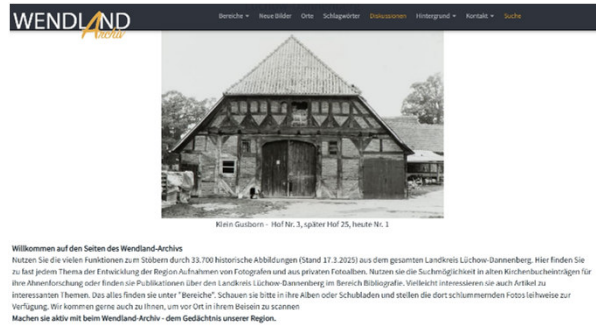 WENDLAND
Archiv
Bereiche Neue Bilder Orte Schlagwörter Diskussionen Hintergrund Kontakt Suche
Klein Gusborn - Hof Nr. 3, später Hof 25, heute Nr. 1
Willkommen auf den Seiten des Wendland-Archivs
Nutzen Sie die vielen Funktionen zum Stöbern durch 33.700 historische Abbildungen (Stand 17.3.2025) aus dem gesamten Landkreis Lüchow-Dannenberg. Hier finden Sie
zu fast jedem Thema der Entwicklung der Region Aufnahmen von Fotografen und aus privaten Fotoalben. Nutzen sie die Suchmöglichkeit in alten Kirchenbucheinträgen für
ihre Ahnenforschung oder finden sie Publikationen über den Landkreis Lüchow-Dannenberg im Bereich Bibliografie. Vielleicht interessieren sie auch Artikel zu
interessanten Themen. Das alles finden sie unter "Bereiche". Schauen sie bitte in ihre Alben oder Schubladen und stellen die dort schlummernden Fotos leihweise zur
Verfügung. Wir kommen gerne auch zu Ihnen, um vor Ort in ihrem Beisein zu scannen
Machen sie aktiv mit beim Wendland-Archiv - dem Gedächtnis unserer Region.